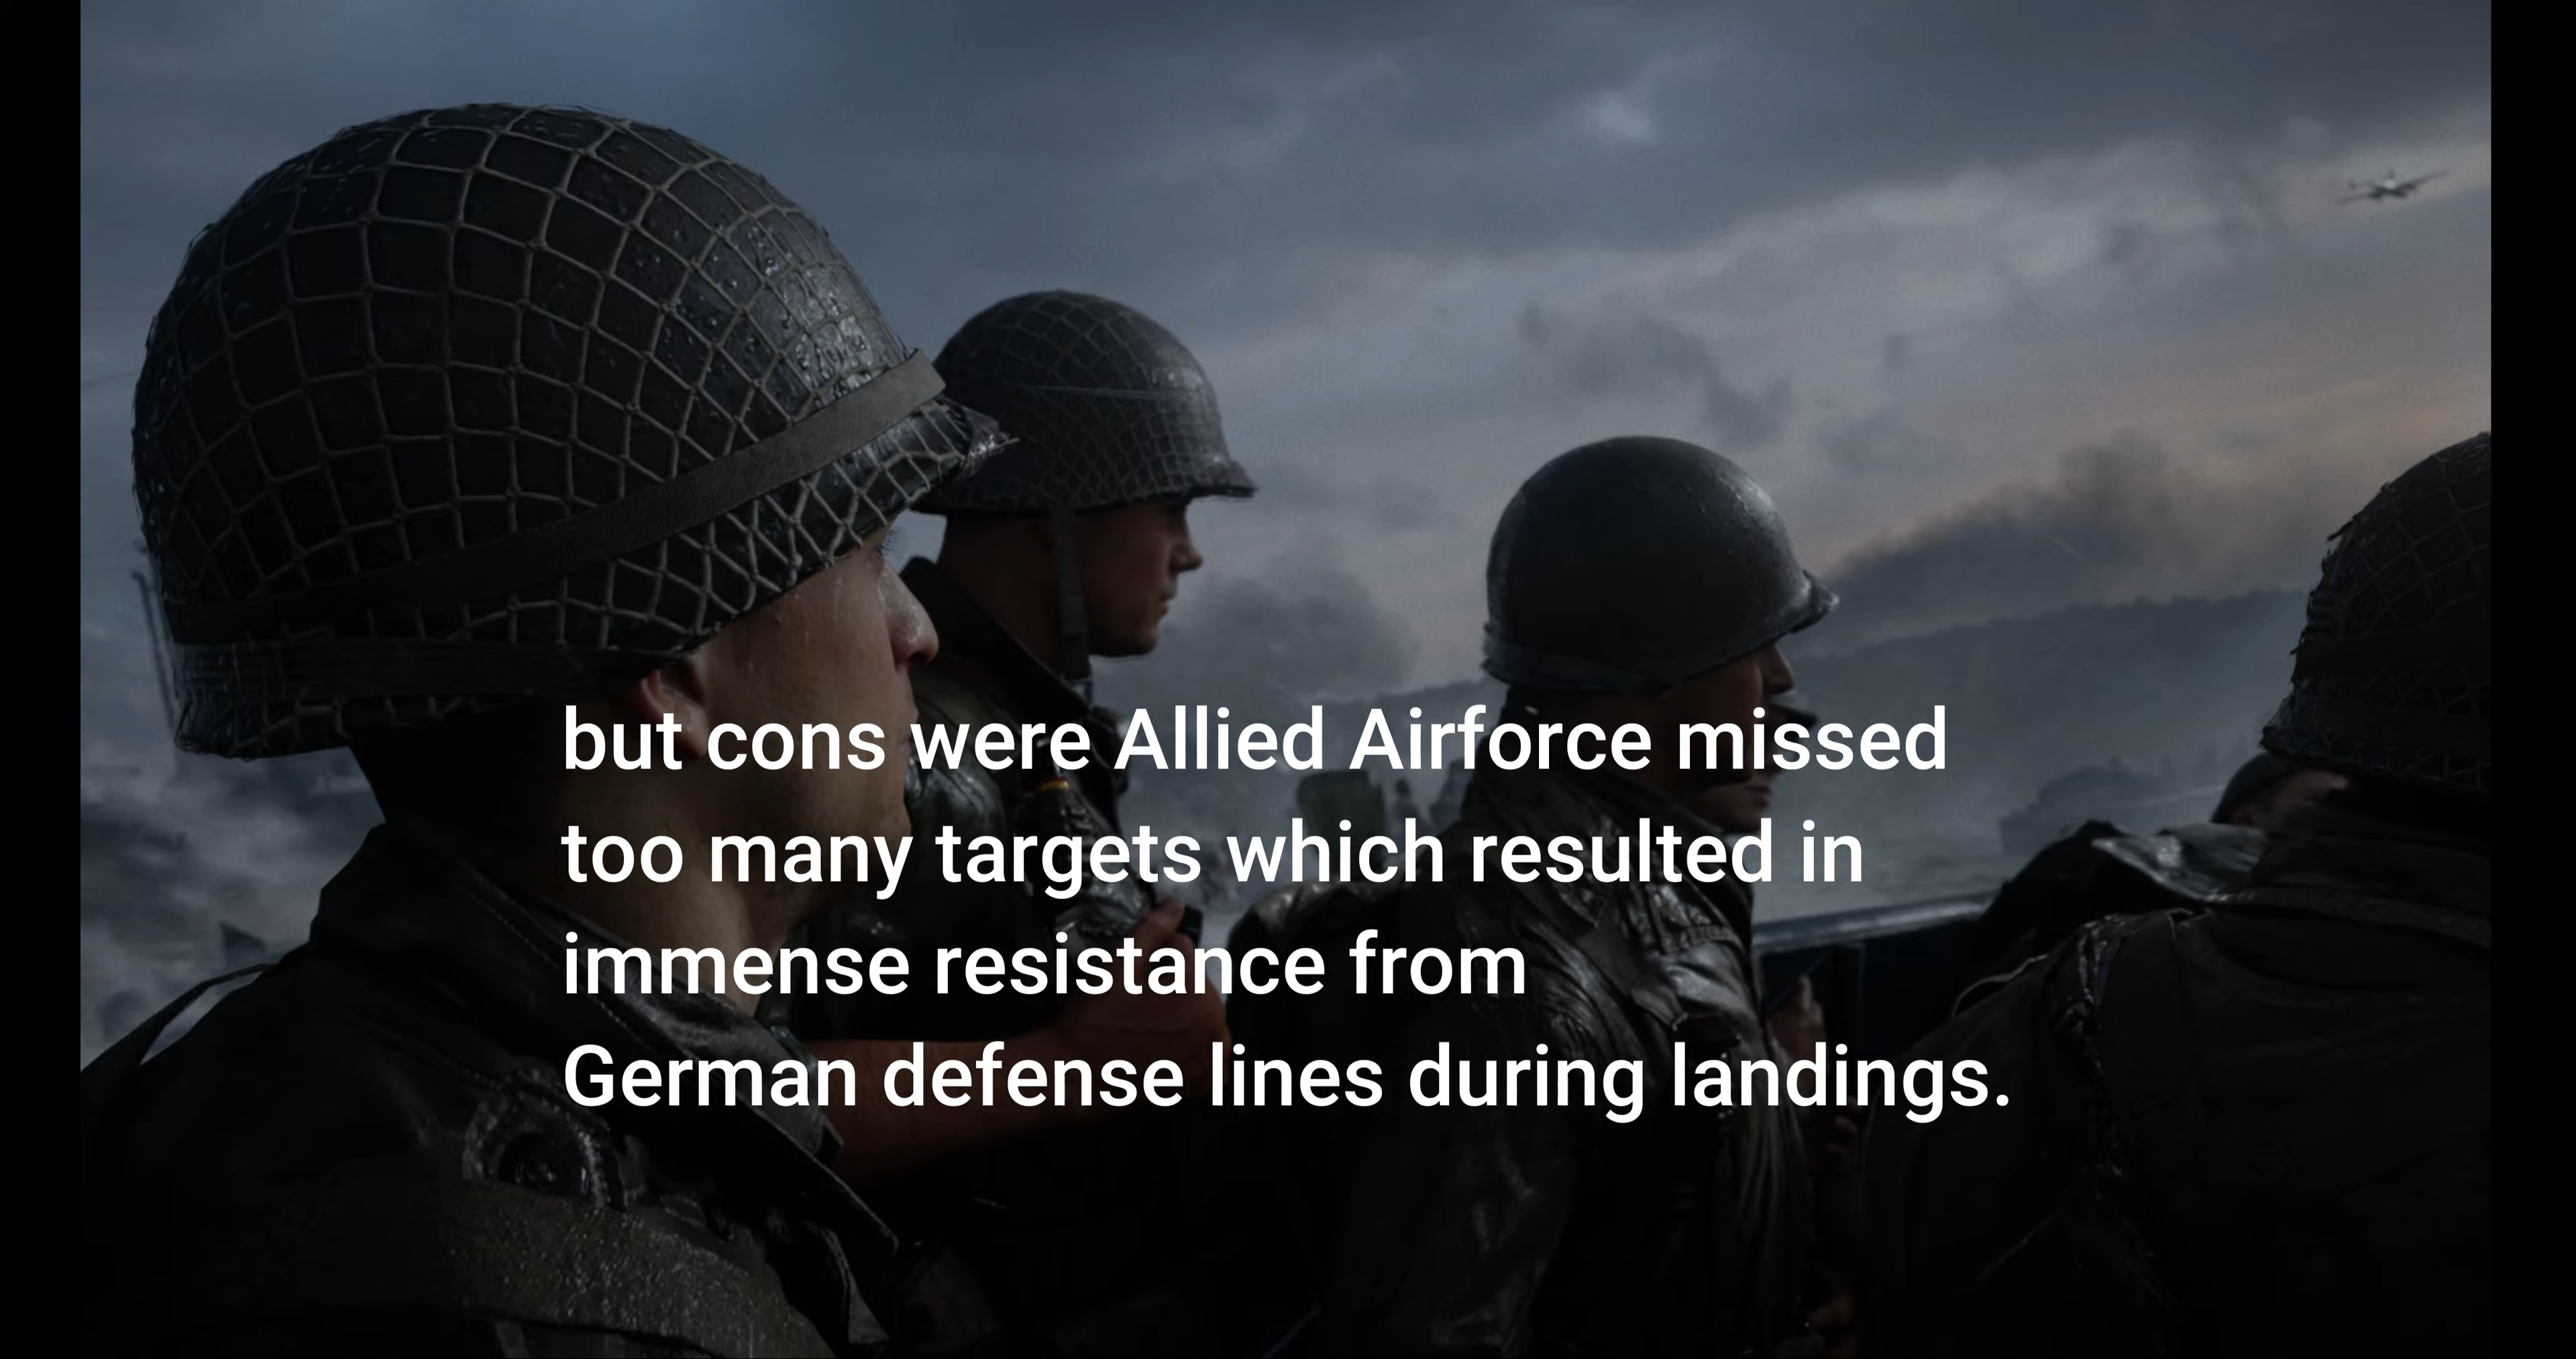 but cons were Allied Airforce missed
too many targets which resulted in
immense resistance from
German defense lines during landings.